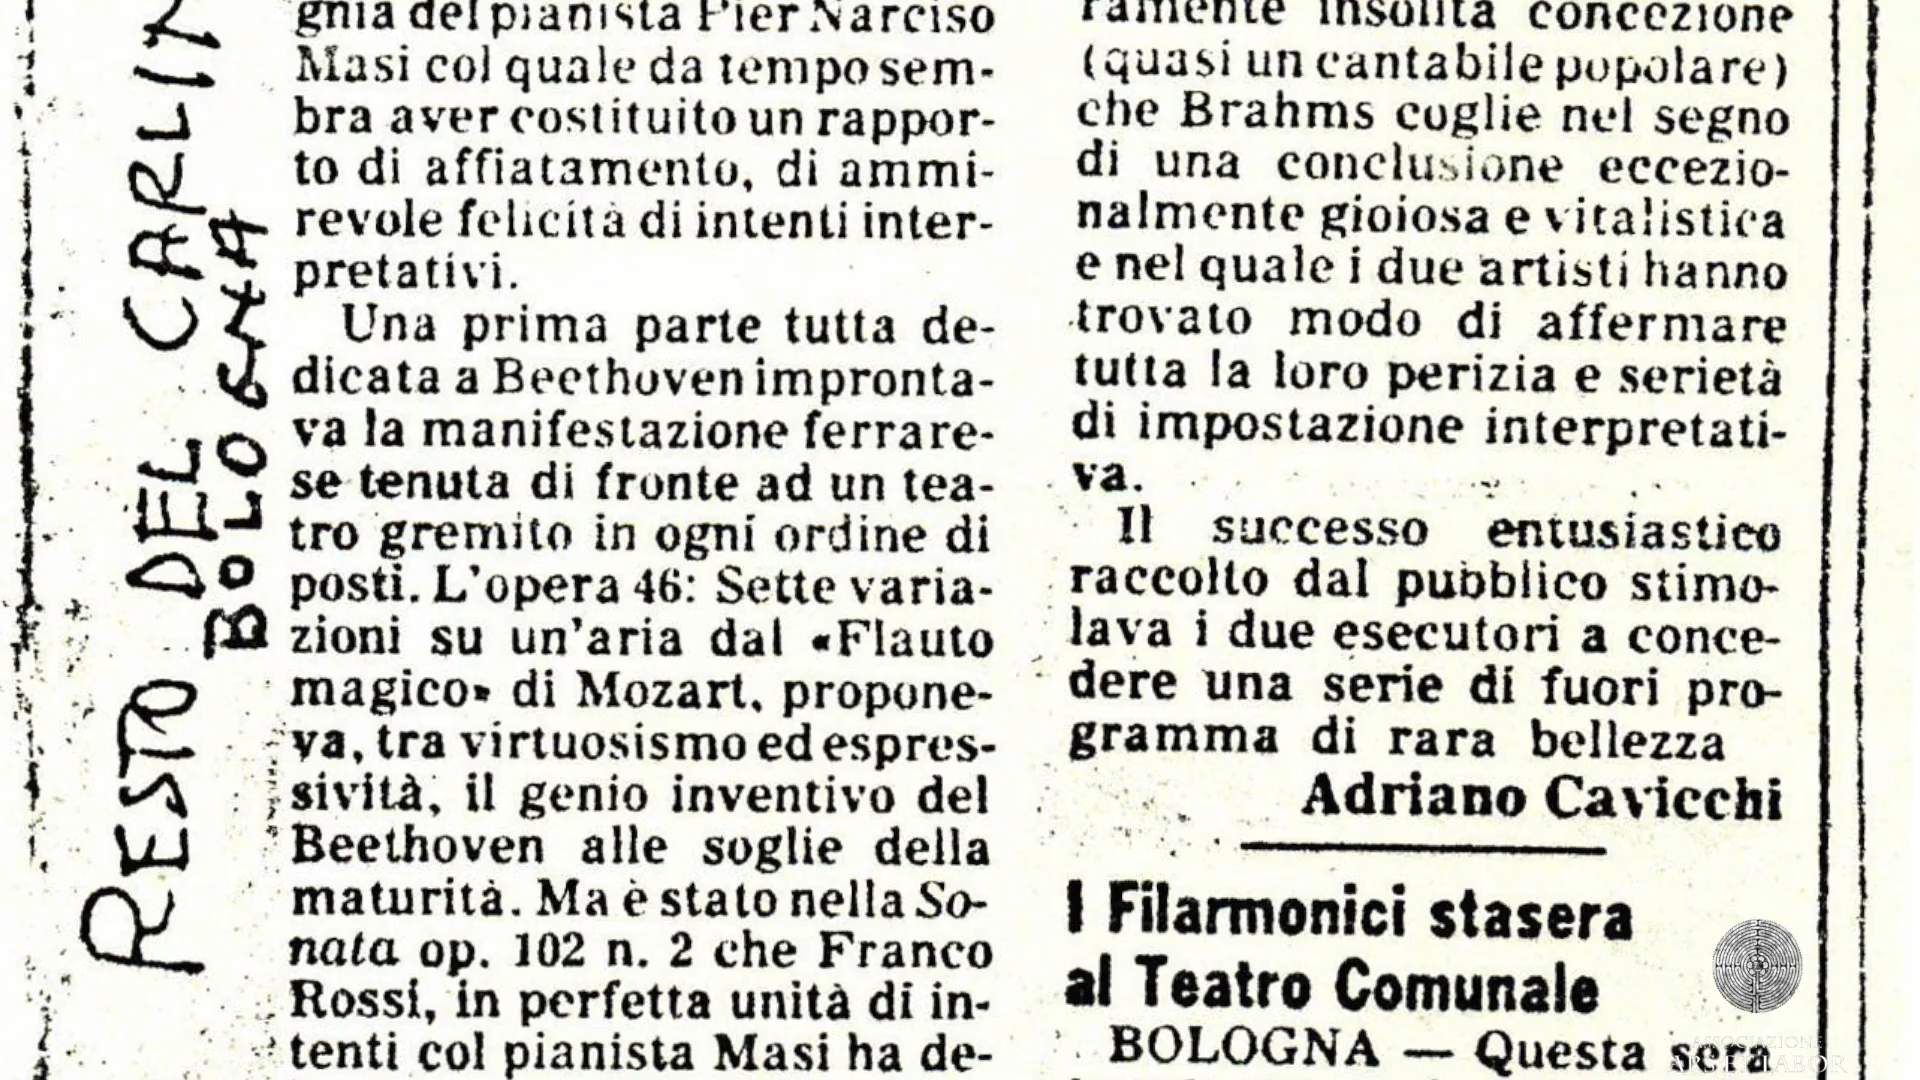 RESTO DEL CARLIN
BOLOGNA
gnia del pianista Pier Narciso
Masi col quale da tempo sem-
bra aver costituito un rappor-
to di affiatamento, di ammi-
revole felicità di intenti inter-
pretativi.
Una prima parte tutta de-
dicata a Beethoven impronta-
va la manifestazione ferrare-
se tenuta di fronte ad un tea-
tro gremito in ogni ordine di
posti. L'opera 46: Sette varia-
zioni su un'aria dal «Flauto
magico» di Mozart, propone-
va, tra virtuosismo ed espres-
sività, il genio inventivo del
Beethoven alle soglie della
maturità. Ma è stato nella So-
nata op. 102 n. 2 che Franco
Rossi, in perfetta unità di in-
tenti col pianista Masi ha de-
ramente insolita concezione
(quasi un cantabile popolare)
che Brahms coglie nel segno
di una conclusione eccezio-
nalmente gioiosa e vitalistica
e nel quale i due artisti hanno
trovato modo di affermare
tutta la loro perizia e serietà
di impostazione interpretati-
va.
Il successo entusiastico
raccolto dal pubblico stimo-
lava i due esecutori a conce-
dere una serie di fuori pro-
gramma di rara bellezza
Adriano Cavicchi
I Filarmonici stasera
al Teatro Comunale
BOLOGNA — Questa sera
ASSOCIAZIONE
ARS ET LABOR